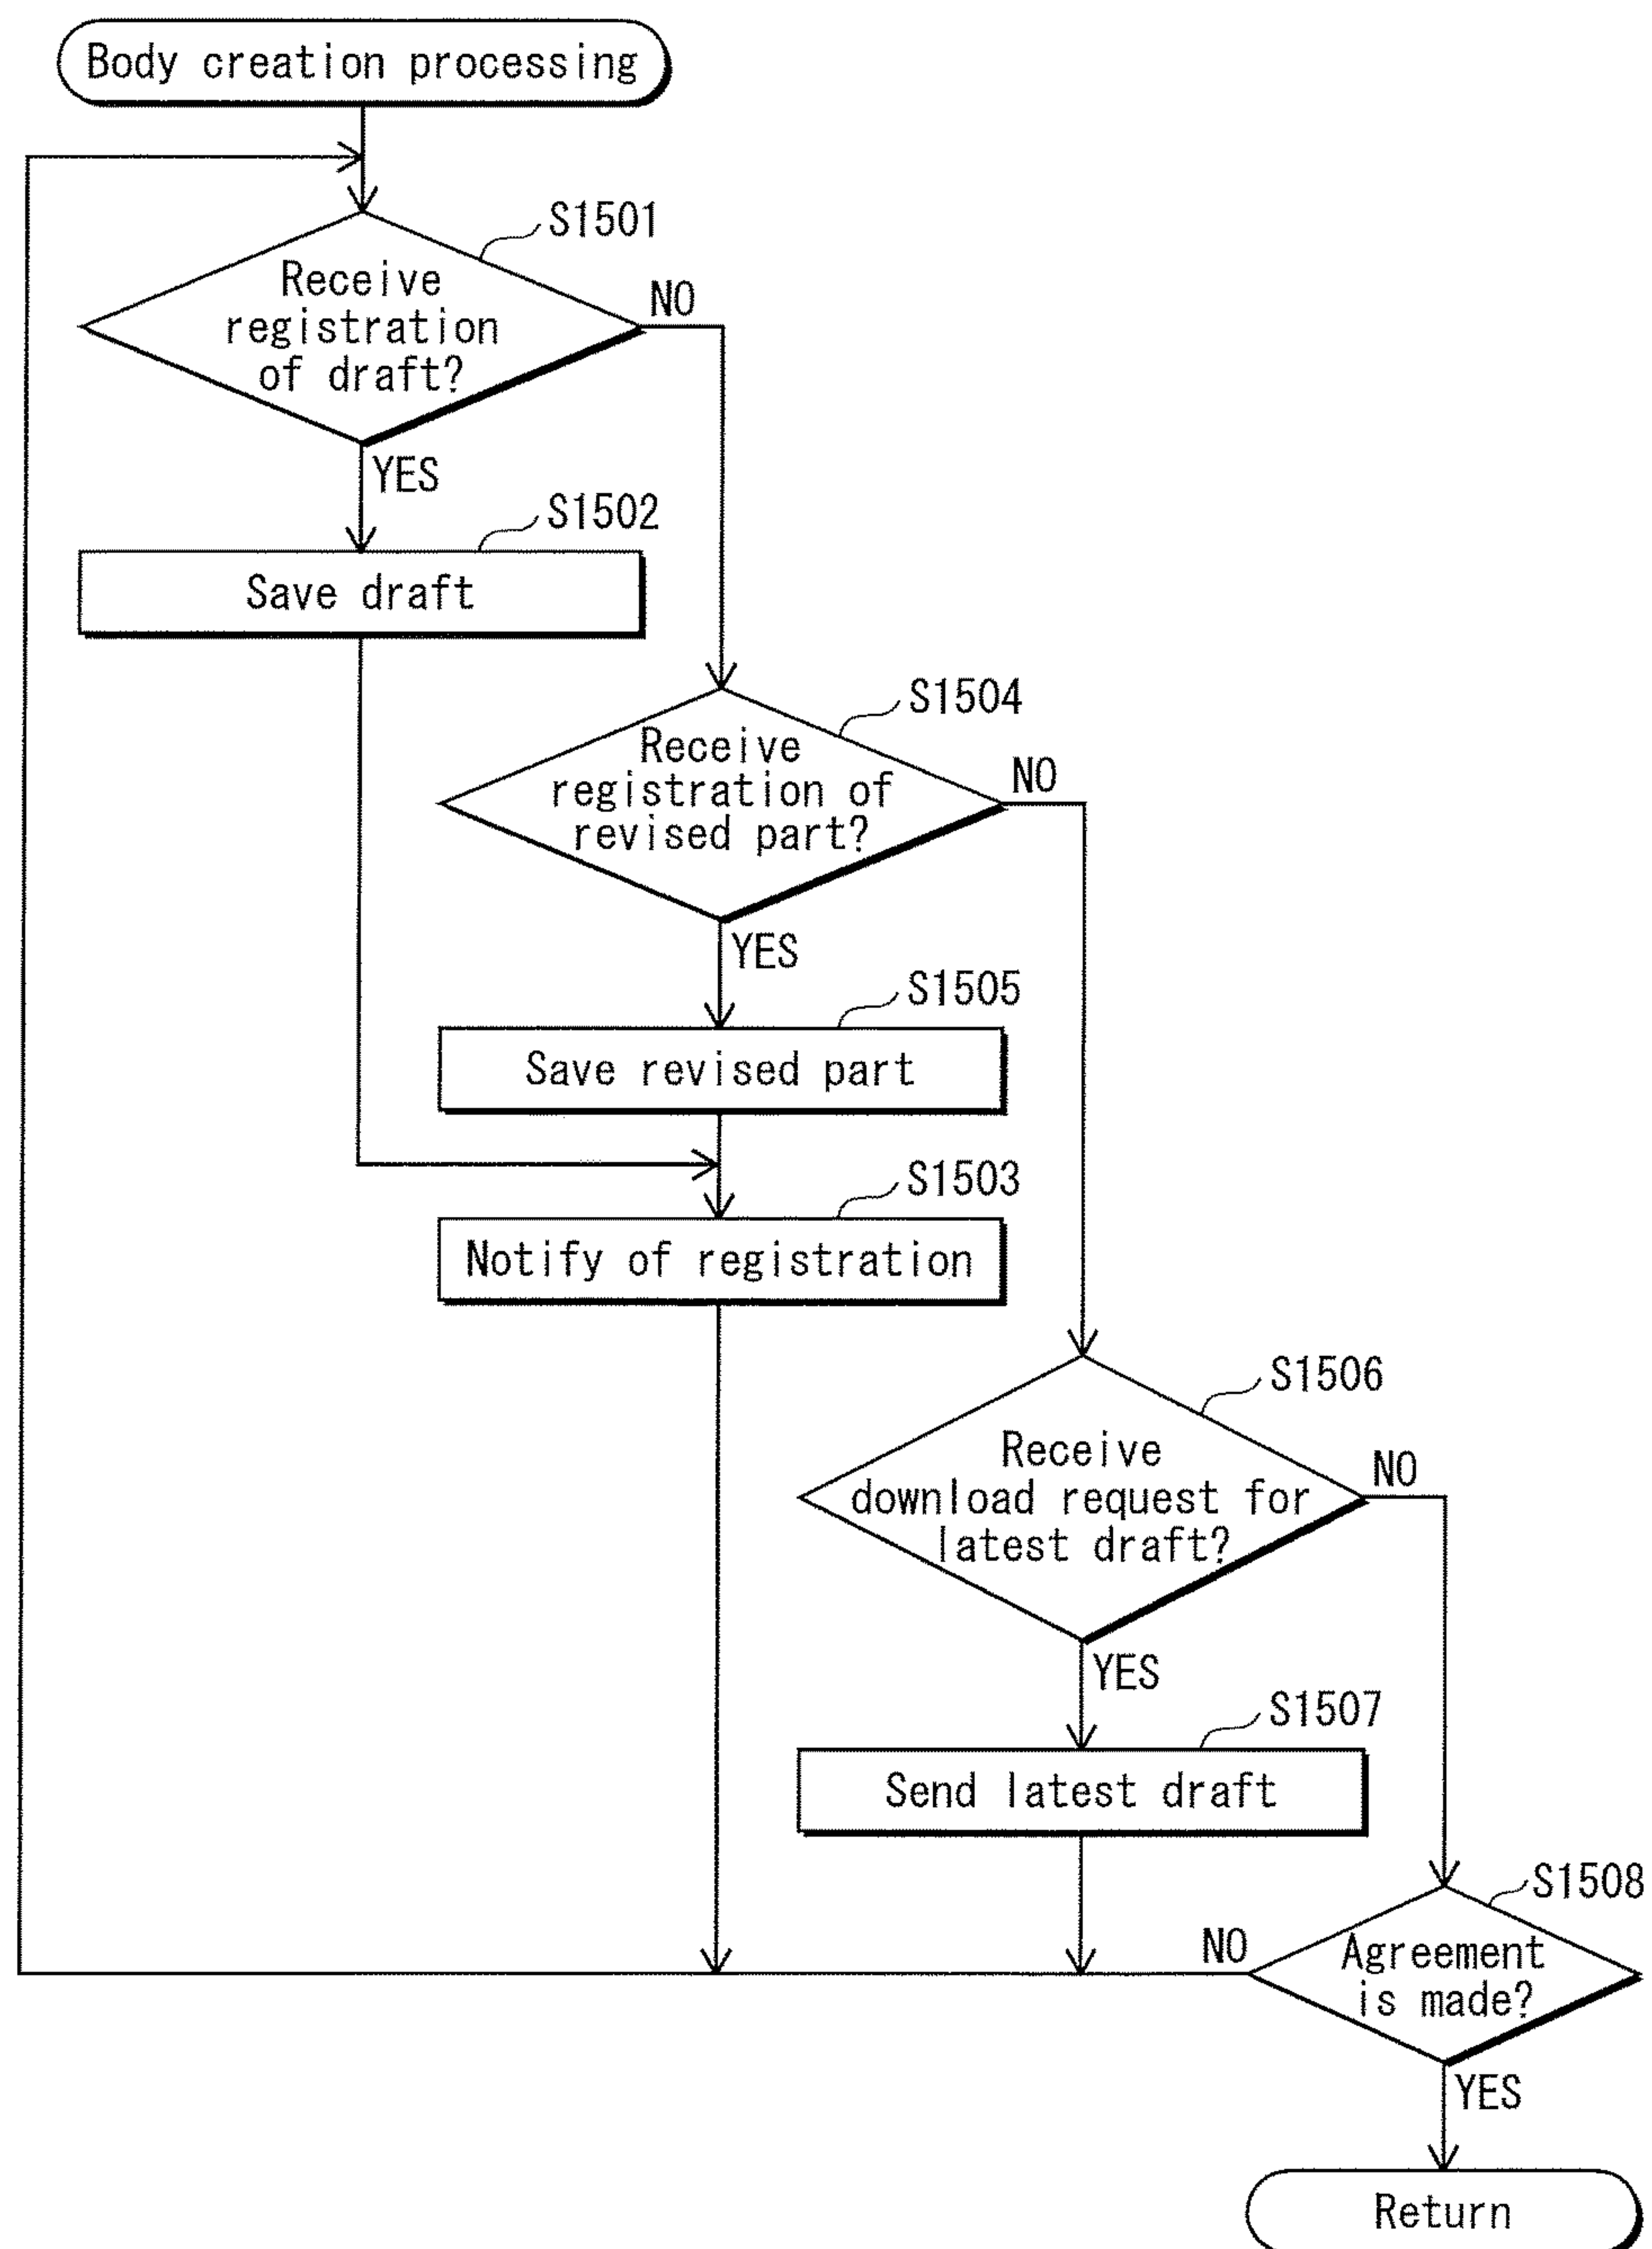 Body creation processing
S1501
Receive
registration
of draft?
NO
YES
S1502
Save draft
S1504
Receive
registration of
revised part?
NO
YES
S1505
Save revised part
S1503
Notify of registration
S1506
Receive
download request for
latest draft?
NO
YES
S1507
Send latest draft
S1508
NO
Agreement
is made?
YES
Return